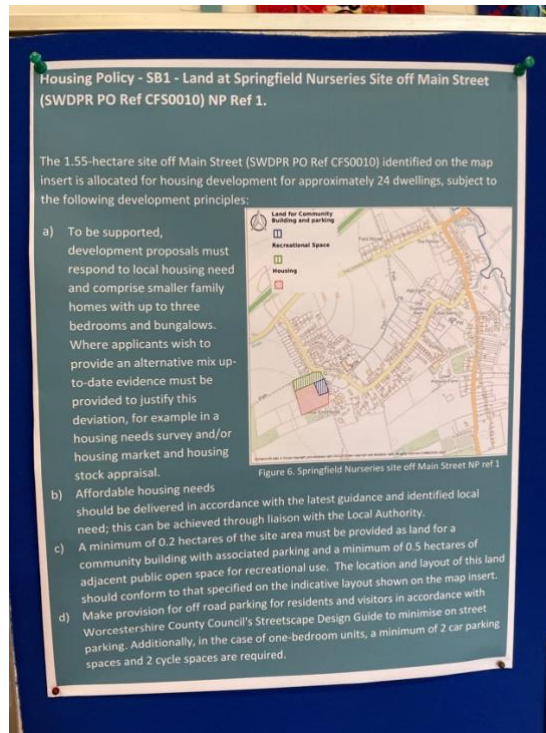 Housing Policy - SB1 - Land at Springfield Nurseries Site off Main Street
(SWDPR PO Ref CFS0010) NP Ref 1.
The 1.55-hectare site off Main Street (SWDPR PO Ref CFS0010) identified on the map
insert is allocated for housing development for approximately 24 dwellings, subject to
the following development principles:
a) To be supported,
development proposals must
respond to local housing need
and comprise smaller family
homes with up to three
bedrooms and bungalows.
Where applicants wish to
provide an alternative mix up-
to-date evidence must be
provided to justify this
deviation, for example in a
housing needs survey and/or
housing market and housing
stock appraisal.
Land for Community
Building and parking
Recreational Space
Housing
Figure 6. Springfield Nurseries site off Main Street NP ref 1
b) Affordable housing needs
should be delivered in accordance with the latest guidance and identified local
need; this can be achieved through liaison with the Local Authority.
c) A minimum of 0.2 hectares of the site area must be provided as land for a
community building with associated parking and a minimum of 0.5 hectares of
adjacent public open space for recreational use. The location and layout of this land
should conform to that specified on the indicative layout shown on the map insert.
d) Make provision for off road parking for residents and visitors in accordance with
Worcestershire County Council's Streetscape Design Guide to minimise on street
parking. Additionally, in the case of one-bedroom units, a minimum of 2 car parking
spaces and 2 cycle spaces are required.